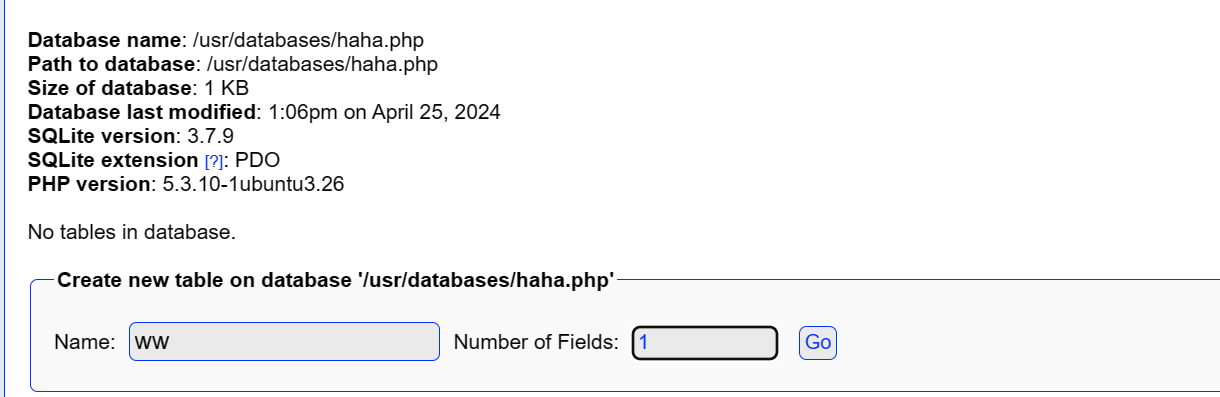 Database name: /usr/databases/haha.php
Path to database: /usr/databases/haha.php
Size of database: 1 KB
Database last modified: 1:06pm on April 25, 2024
SQLite version: 3.7.9
SQLite extension [?]: PDO
PHP version: 5.3.10-1ubuntu3.26
No tables in database.
Create new table on database '/usr/databases/haha.php'
Name: ww Number of Fields: 1 Go